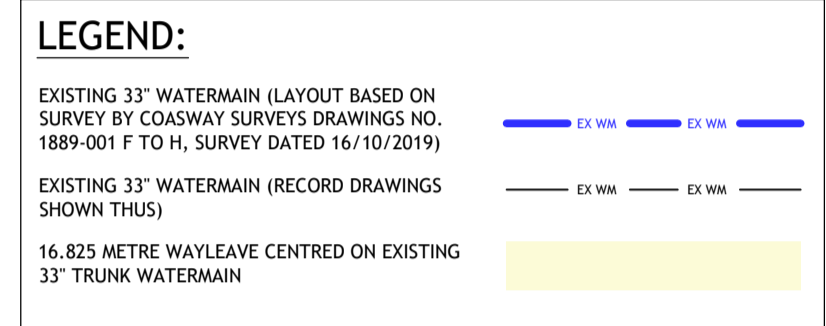 LEGEND:
EXISTING 33" WATERMAIN (LAYOUT BASED ON
SURVEY BY COASWAY SURVEYS DRAWINGS NO.
1889-001 F TO H, SURVEY DATED 16/10/2019)
EX WM EX WM
EXISTING 33" WATERMAIN (RECORD DRAWINGS
SHOWN THUS)
EX WM EX WM
16.825 METRE WAYLEAVE CENTRED ON EXISTING
33" TRUNK WATERMAIN